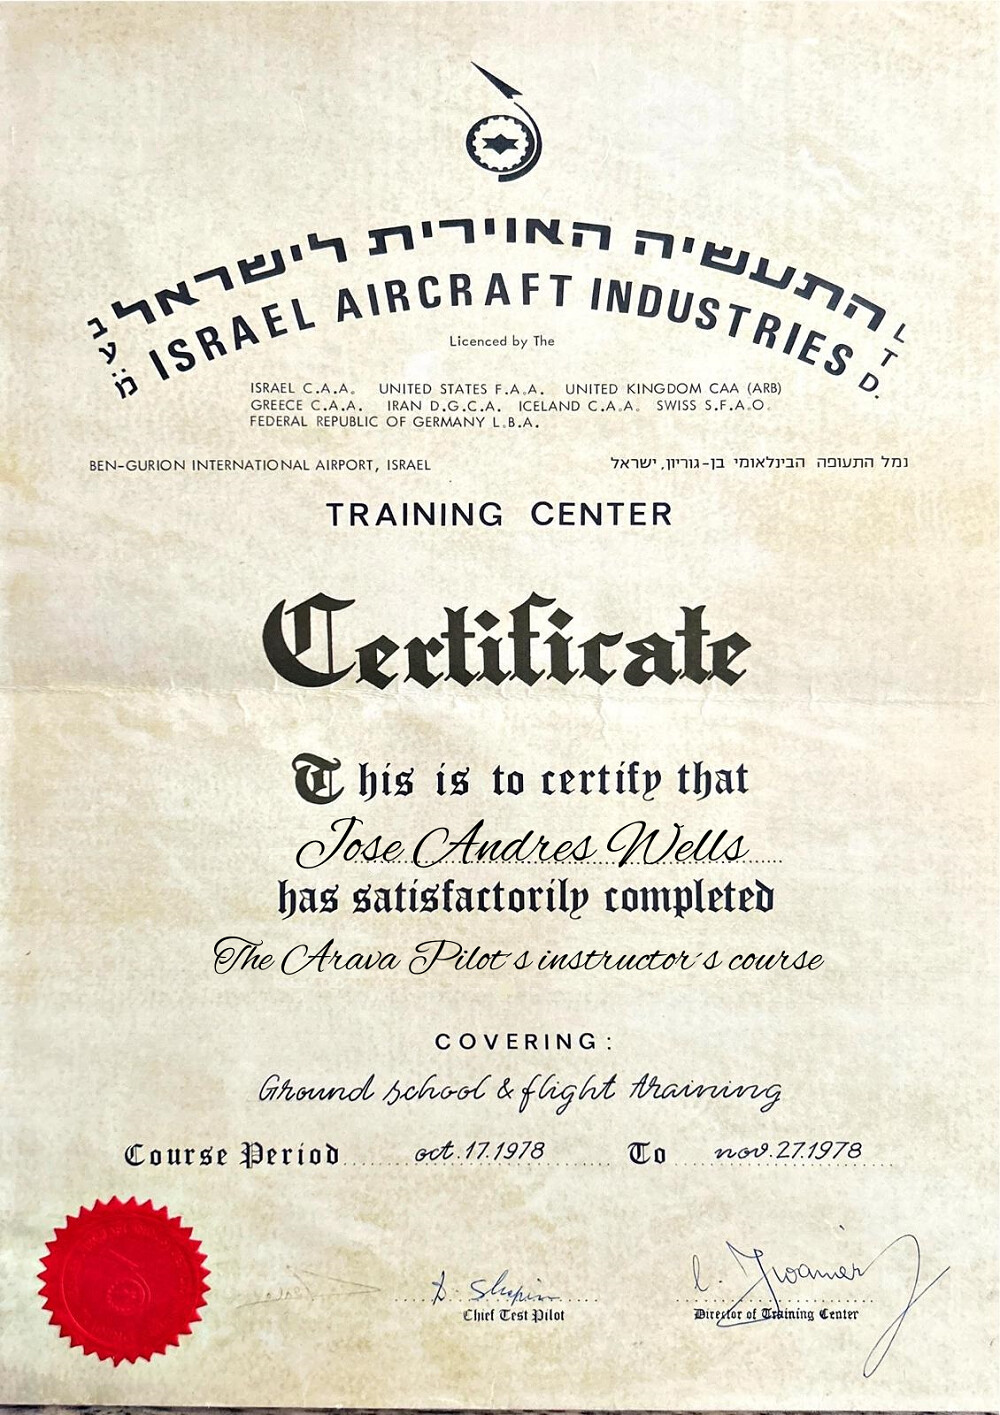 התעשיה האוירית לישראל בע״מ
ISRAEL AIRCRAFT INDUSTRIES LTD.
Licenced by The
ISRAEL C.A.A. UNITED STATES F.A.A. UNITED KINGDOM CAA (ARB)
GREECE C.A.A. IRAN D.G.C.A. ICELAND C.A.A. SWISS S.F.A.O.
FEDERAL REPUBLIC OF GERMANY L.B.A.
BEN-GURION INTERNATIONAL AIRPORT, ISRAEL
נמל התעופה הבינלאומי בן-גוריון, ישראל
TRAINING CENTER
Certificate
This is to certify that
Jose Andres Wells
has satisfactorily completed
The Arava Pilot´s instructor´s course
COVERING:
Ground school & flight training
Course Period oct.17.1978 To nov.27.1978
Chief Test Pilot
Director of Training Center